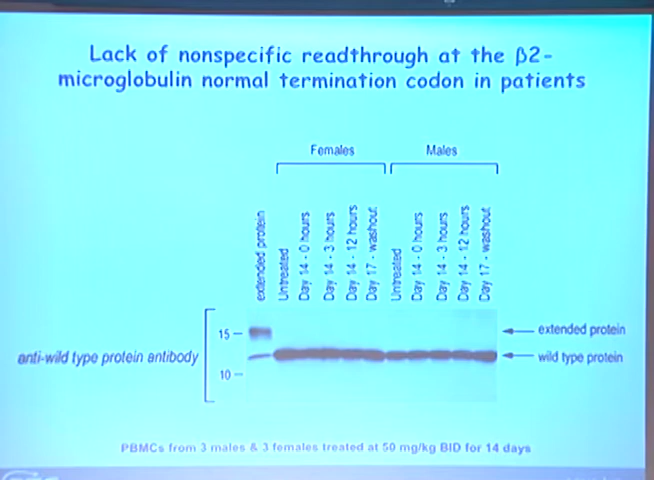 Lack of nonspecific readthrough at the β2-
microglobulin normal termination codon in patients
Females
Males
extended protein
Untreated
Day 14 - 0 hours
Day 14 - 3 hours
Day 14 - 12 hours
Day 17 - washout
Untreated
Day 14 - 0 hours
Day 14 - 3 hours
Day 14 - 12 hours
Day 17 - washout
15
extended protein
anti-wild type protein antibody
wild type protein
10
PBMCs from 3 males & 3 females treated at 50 mg/kg BID for 14 days